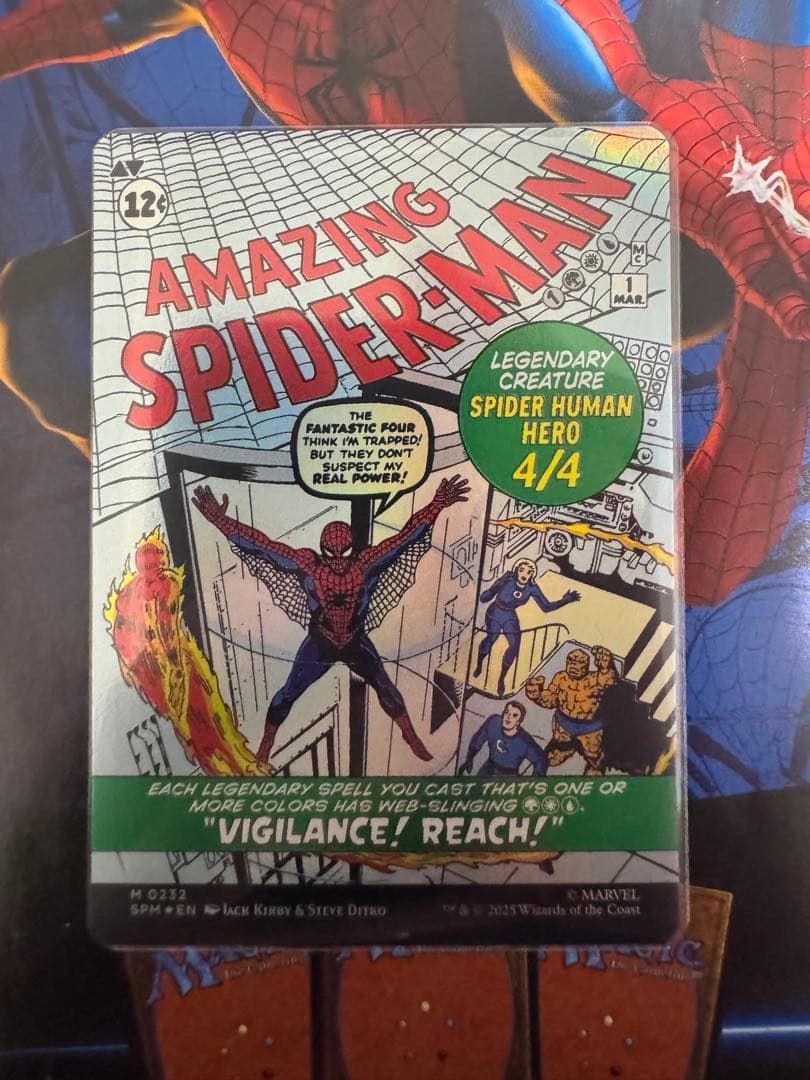 12¢
AMAZING
SPIDER-MAN
1
MC
1
MAR.
LEGENDARY
CREATURE
SPIDER HUMAN
HERO
4/4
THE
FANTASTIC FOUR
THINK I'M TRAPPED!
BUT THEY DON'T
SUSPECT MY
REAL POWER!
EACH LEGENDARY SPELL YOU CAST THAT'S ONE OR
MORE COLORS HAS WEB-SLINGING
"VIGILANCE! REACH!"
M 0232
SPM ★ EN JACK KIRBY & STEVE DITKO
© MARVEL
™ & © 2025 Wizards of the Coast